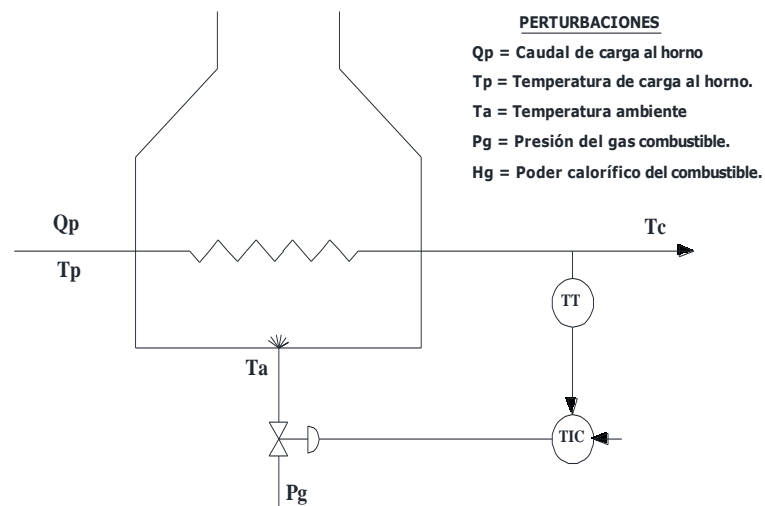 PERTURBACIONES
Qp = Caudal de carga al horno
Tp = Temperatura de carga al horno.
Ta = Temperatura ambiente
Pg = Presión del gas combustible.
Hg = Poder calorífico del combustible.
Qp
Tc
Tp
TT
Ta
TIC
Pg